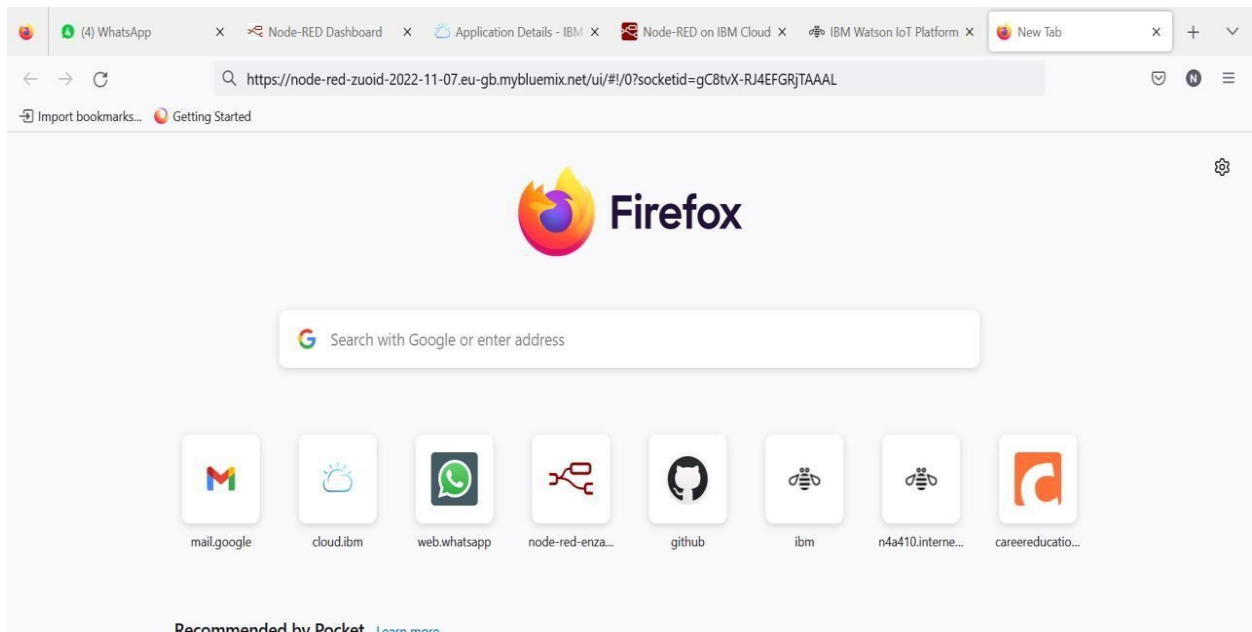 (4) WhatsApp
Node-RED Dashboard
Application Details - IBM
Node-RED on IBM Cloud
IBM Watson IoT Platform
New Tab
https://node-red-zuoid-2022-11-07.eu-gb.mybluemix.net/ui/#!/0?socketid=gC8tvX-RJ4EFGRjTAAAL
N
Import bookmarks...
Getting Started
Firefox
Search with Google or enter address
mail.google
cloud.ibm
web.whatsapp
node-red-enza...
github
ibm
n4a410.interne...
careereducatio...
Recommended by Pocket
Learn more